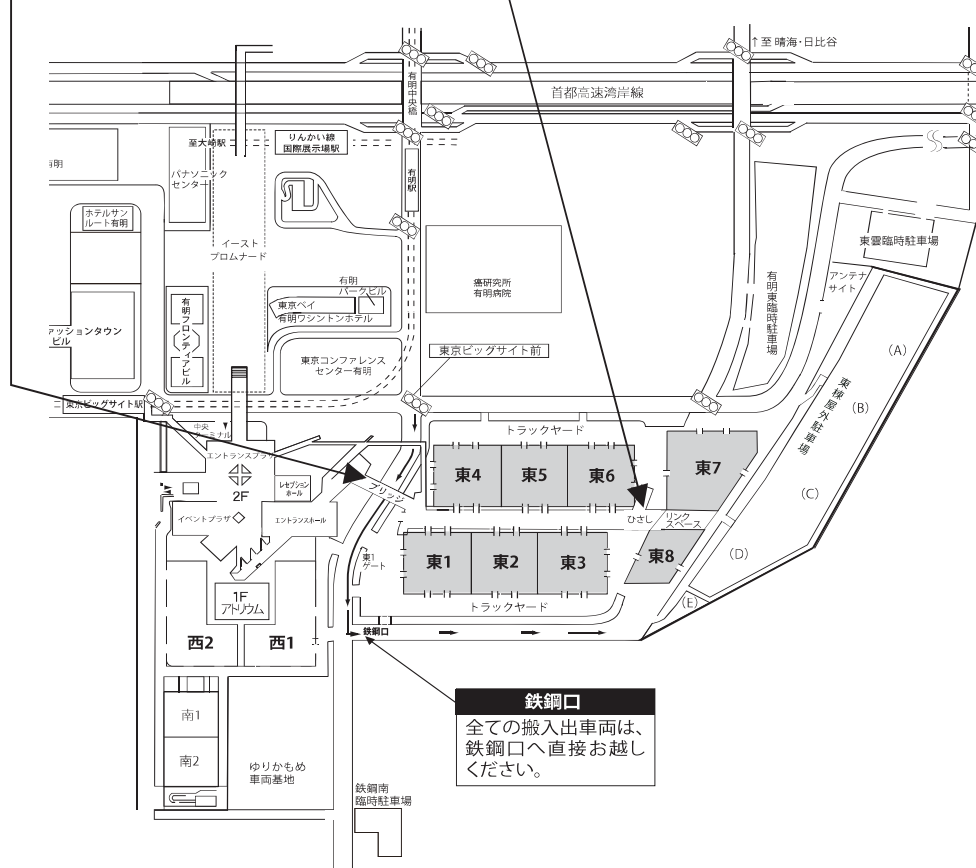 ↑至 晴海・日比谷
有明中央橋
首都高速湾岸線
至大崎駅
りんかい線
国際展示場駅
有明
パナソニック
センター
有明駅
ホテルサン
ルート有明
イースト
プロムナード
東雲臨時駐車場
アンテナ
サイト
有明
パークビル
東京ベイ
有明ワシントンホテル
癌研究所
有明病院
有明東臨時駐車場
有明フロンティアビル
ァッションタウン
ビル
東京コンファレンス
センター有明
東京ビッグサイト前
(A)
東棟屋外駐車場
(B)
東京ビッグサイト駅
中央
ターミナル
トラックヤード
エントランスプラザ
2F
レセプション
ホール
ブリッジ
東4
東5
東6
東7
(C)
イベントプラザ
エントランスホール
ひさし
リンク
スペース
東1
ゲート
東1
東2
東3
東8
(D)
(E)
1F
アトリウム
トラックヤード
西2
西1
鉄鋼口
鉄鋼口
全ての搬入出車両は、
鉄鋼口へ直接お越し
ください。
南1
南2
ゆりかもめ
車両基地
鉄鋼南
臨時駐車場